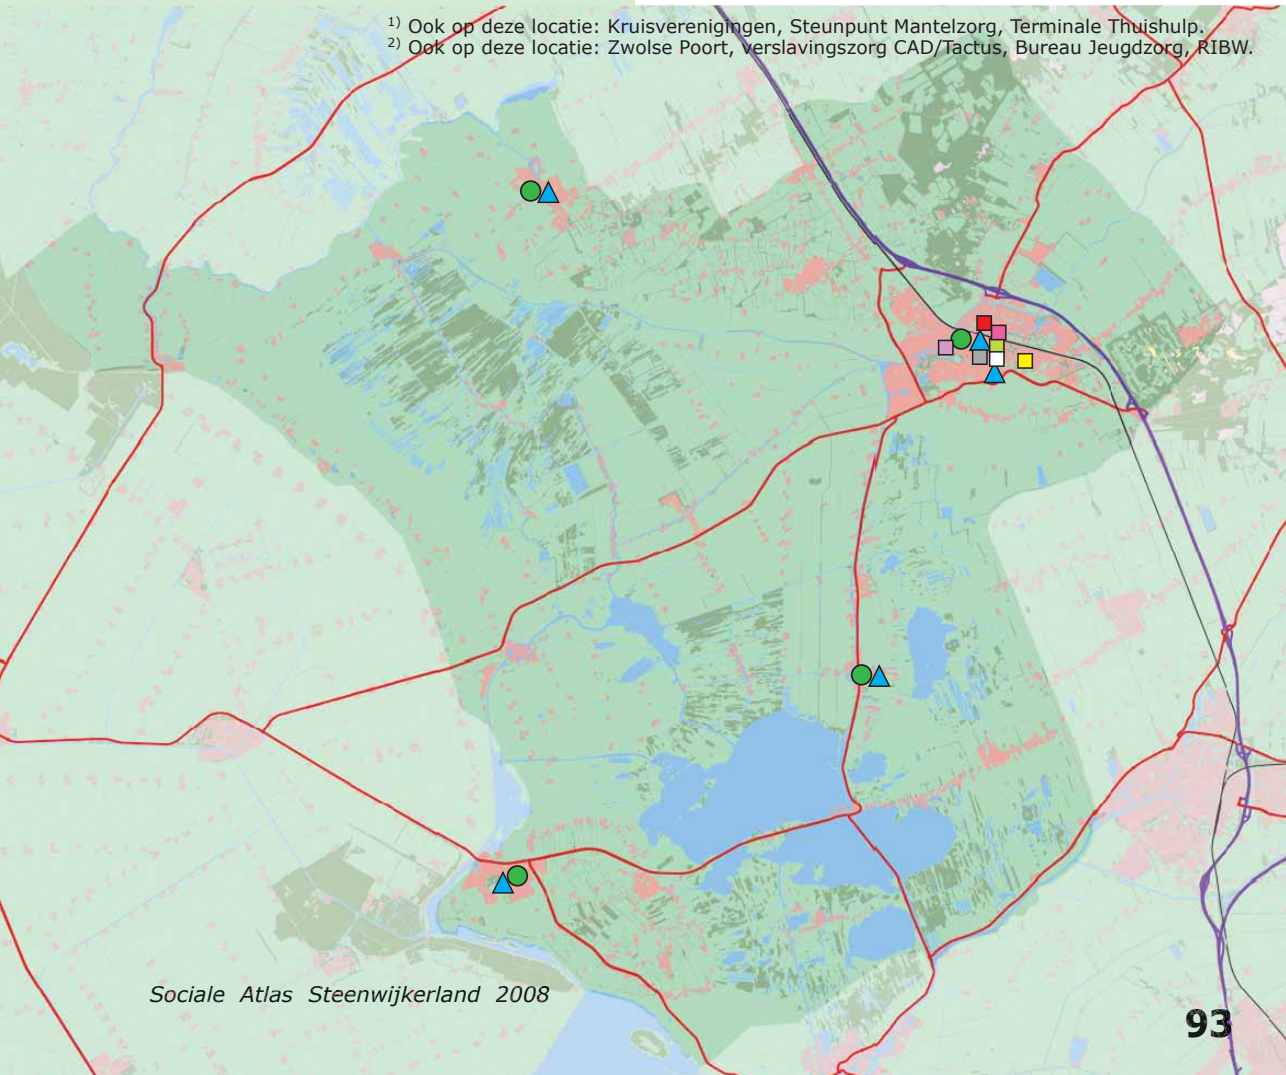 1) Ook op deze locatie: Kruisverenigingen, Steunpunt Mantelzorg, Terminale Thuishulp.
2) Ook op deze locatie: Zwolse Poort, verslavingszorg CAD/Tactus, Bureau Jeugdzorg, RIBW.
Sociale Atlas Steenwijkerland 2008
93